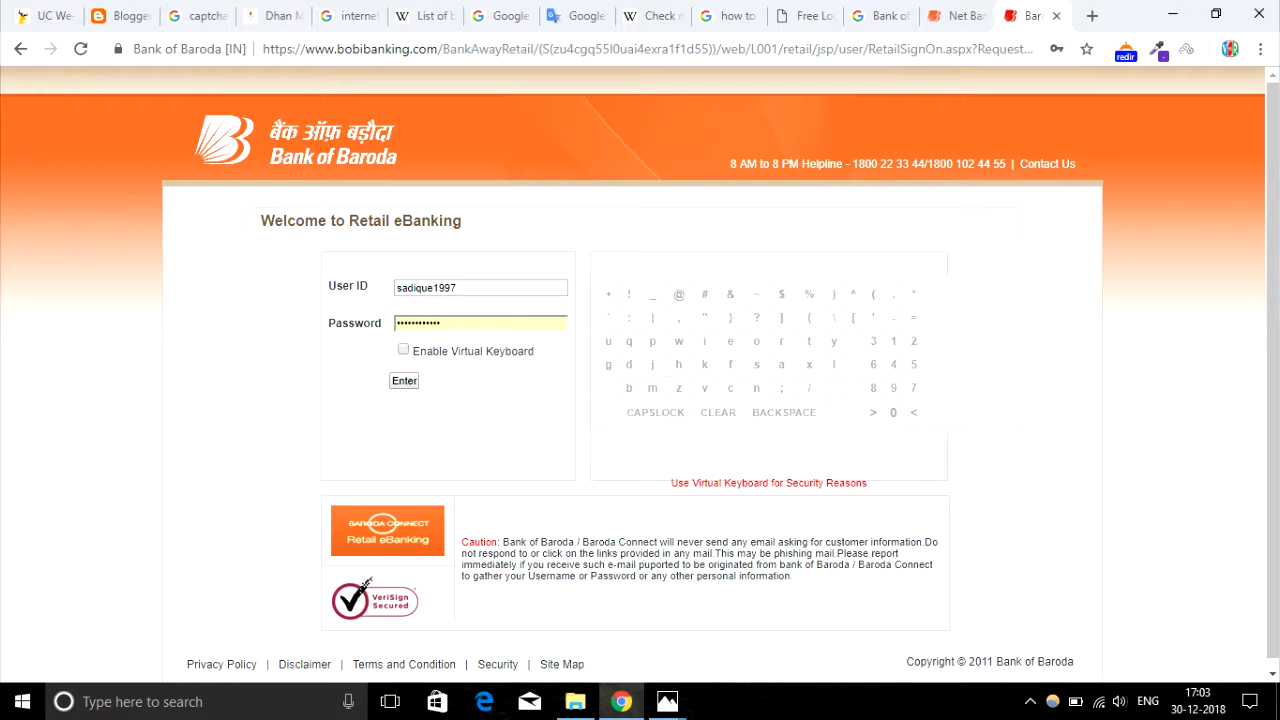 UC We
Blogge
captcha
Dhan M
internet
List of I
Google
Google
Check r
how to
Free Lo
Bank of
Net Ban
Baro
Bank of Baroda [IN] https://www.bobibanking.com/BankAwayRetail/(S(zu4cgq55l0uai4exra1f1d55))/web/L001/retail/jsp/user/RetailSignOn.aspx?Request...
redir
बैंक ऑफ़ बड़ौदा
Bank of Baroda
8 AM to 8 PM Helpline - 1800 22 33 44/1800 102 44 55 | Contact Us
Welcome to Retail eBanking
User ID sadique1997
Password ••••••••••••
Enable Virtual Keyboard
Enter
+ ! _ @ # & ~ $ % ) ^ ( . *
` : | , " } ? ] { \ [ ' - =
u q p w i e o r t y 3 1 2
g d j h k f s a x l 6 4 5
b m z v c n ; / 8 9 7
CAPSLOCK CLEAR BACKSPACE > 0 <
Use Virtual Keyboard for Security Reasons
BARODA CONNECT
Retail eBanking
Caution: Bank of Baroda / Baroda Connect will never send any email asking for customer information.Do
not respond to or click on the links provided in any mail.This may be phishing mail.Please report
immediately if you receive such e-mail puported to be originated from bank of Baroda / Baroda Connect
to gather your Username or Password or any other personal information.
VeriSign
Secured
Privacy Policy | Disclaimer | Terms and Condition | Security | Site Map
Copyright © 2011 Bank of Baroda
Type here to search
ENG
17:03
30-12-2018